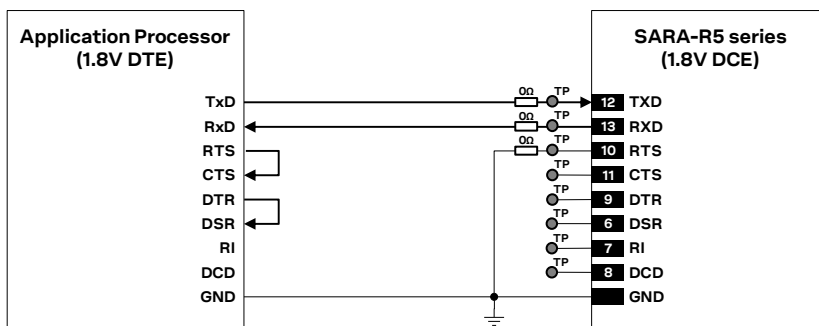 Application Processor
(1.8V DTE)
SARA-R5 series
(1.8V DCE)
TxD 0Ω TP 12 TXD
RxD 0Ω TP 13 RXD
RTS 0Ω TP 10 RTS
CTS TP 11 CTS
DTR TP 9 DTR
DSR TP 6 DSR
RI TP 7 RI
DCD TP 8 DCD
GND GND